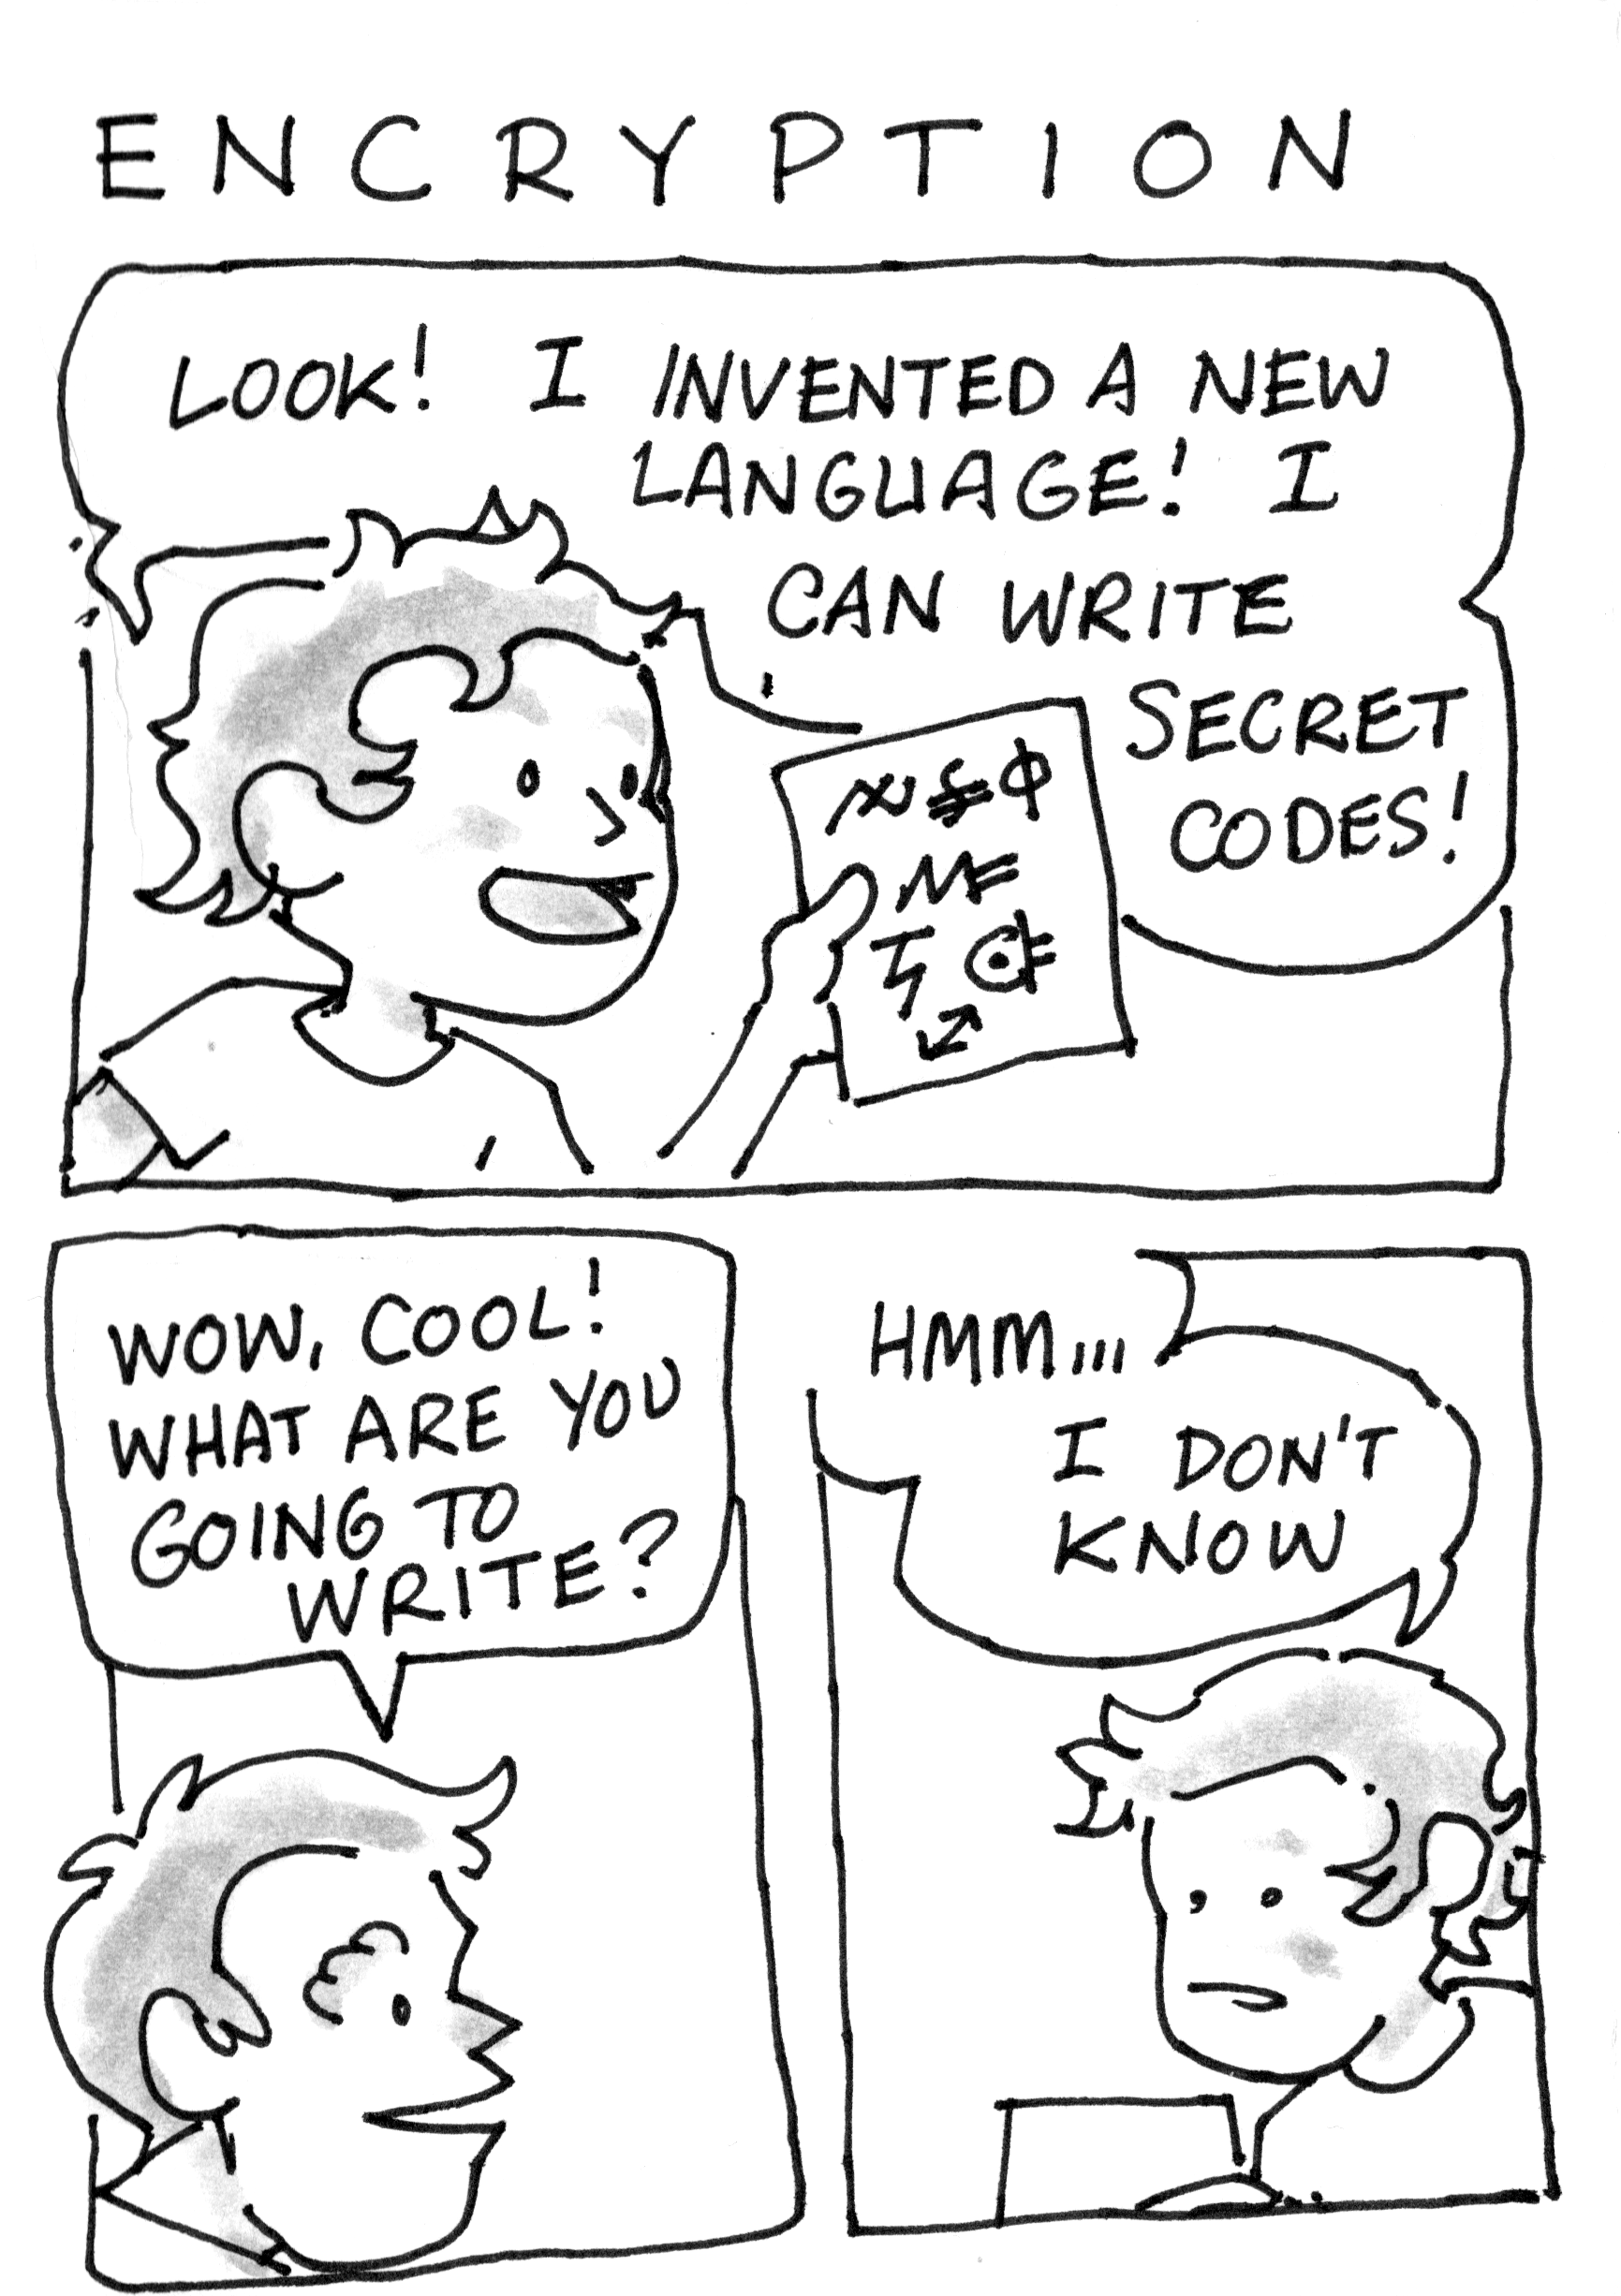 ENCRYPTION
LOOK! I INVENTED A NEW
LANGUAGE! I
CAN WRITE
SECRET
CODES!
WOW, COOL!
WHAT ARE YOU
GOING TO
WRITE?
HMM...
I DON'T
KNOW